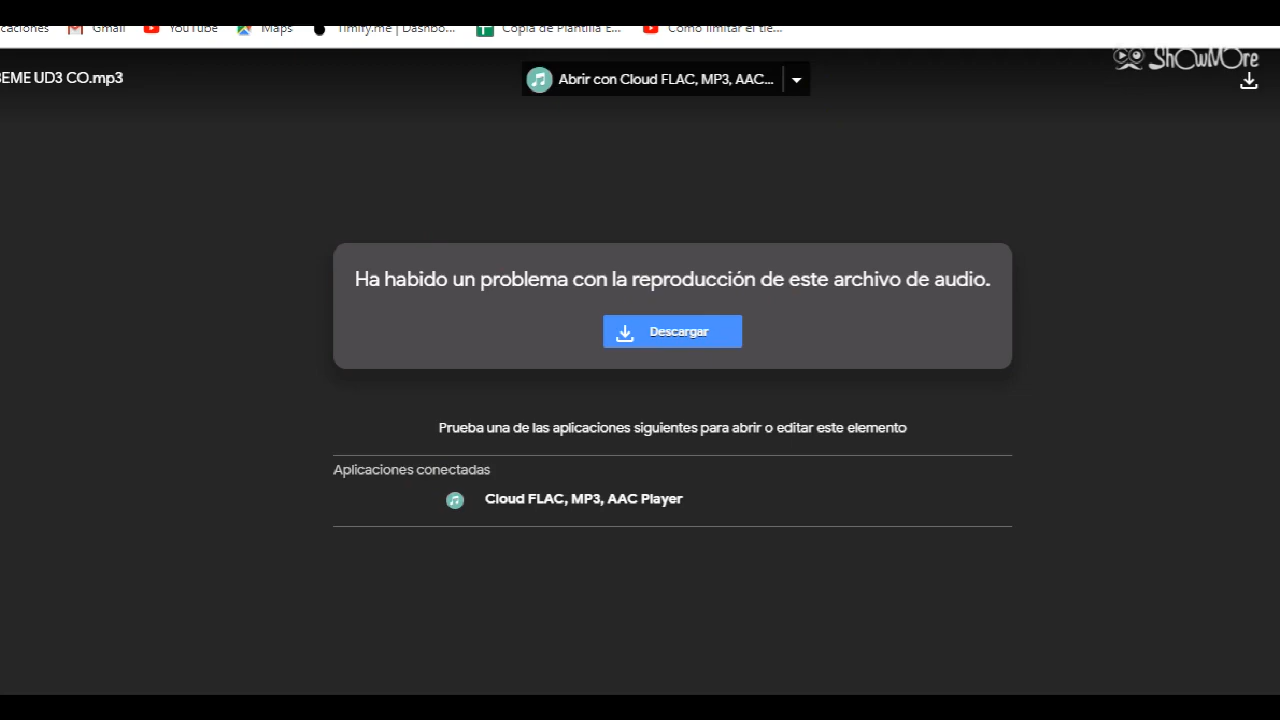 Gmail YouTube Maps Timify.me | Dashbo... Copia de Plantilla E... Cómo limitar el tie...
ShowMore
EME UD3 CO.mp3 Abrir con Cloud FLAC, MP3, AAC...
Ha habido un problema con la reproducción de este archivo de audio.
Descargar
Prueba una de las aplicaciones siguientes para abrir o editar este elemento
Aplicaciones conectadas
Cloud FLAC, MP3, AAC Player